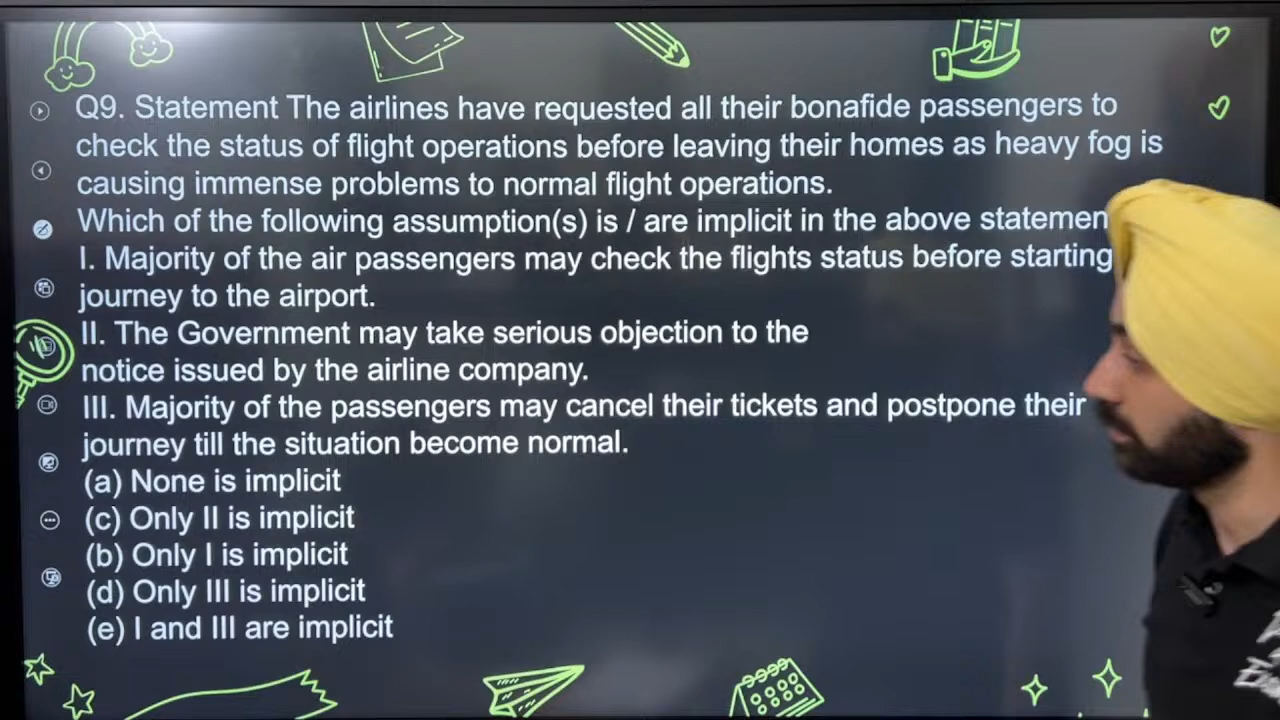 Q9. Statement The airlines have requested all their bonafide passengers to
check the status of flight operations before leaving their homes as heavy fog is
causing immense problems to normal flight operations.
Which of the following assumption(s) is / are implicit in the above statemen
I. Majority of the air passengers may check the flights status before starting
journey to the airport.
II. The Government may take serious objection to the
notice issued by the airline company.
III. Majority of the passengers may cancel their tickets and postpone their
journey till the situation become normal.
(a) None is implicit
(c) Only II is implicit
(b) Only I is implicit
(d) Only III is implicit
(e) I and III are implicit